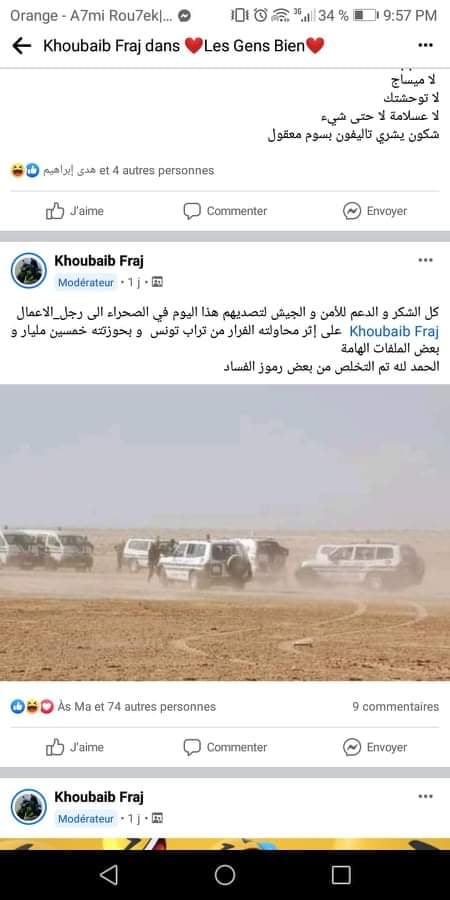 Orange - A7mi Rou7ek|...
3G
34 %
9:57 PM
Khoubaib Fraj dans ❤️Les Gens Bien❤️
لا ميساج
لا توحشتك
لا عسلامة لا حتى شيء
شكون يشري تاليفون بسوم معقول
هدى إبراهيم et 4 autres personnes
J'aime
Commenter
Envoyer
Khoubaib Fraj
Modérateur · 1 j ·
كل الشكر و الدعم للأمن و الجيش لتصديهم هذا اليوم في الصحراء الى رجل_الاعمال
Khoubaib Fraj على إثر محاولته الفرار من تراب تونس و بحوزتته خمسين مليار و
بعض الملفات الهامة
الحمد لله تم التخلص من بعض رموز الفساد
Às Ma et 74 autres personnes
9 commentaires
J'aime
Commenter
Envoyer
Khoubaib Fraj
Modérateur · 1 j ·